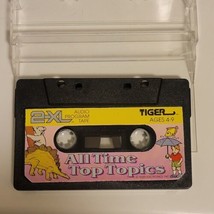 2-XL AUDIO PROGRAM TAPE
TIGER
AGES 4-9
All Time
Top Topics